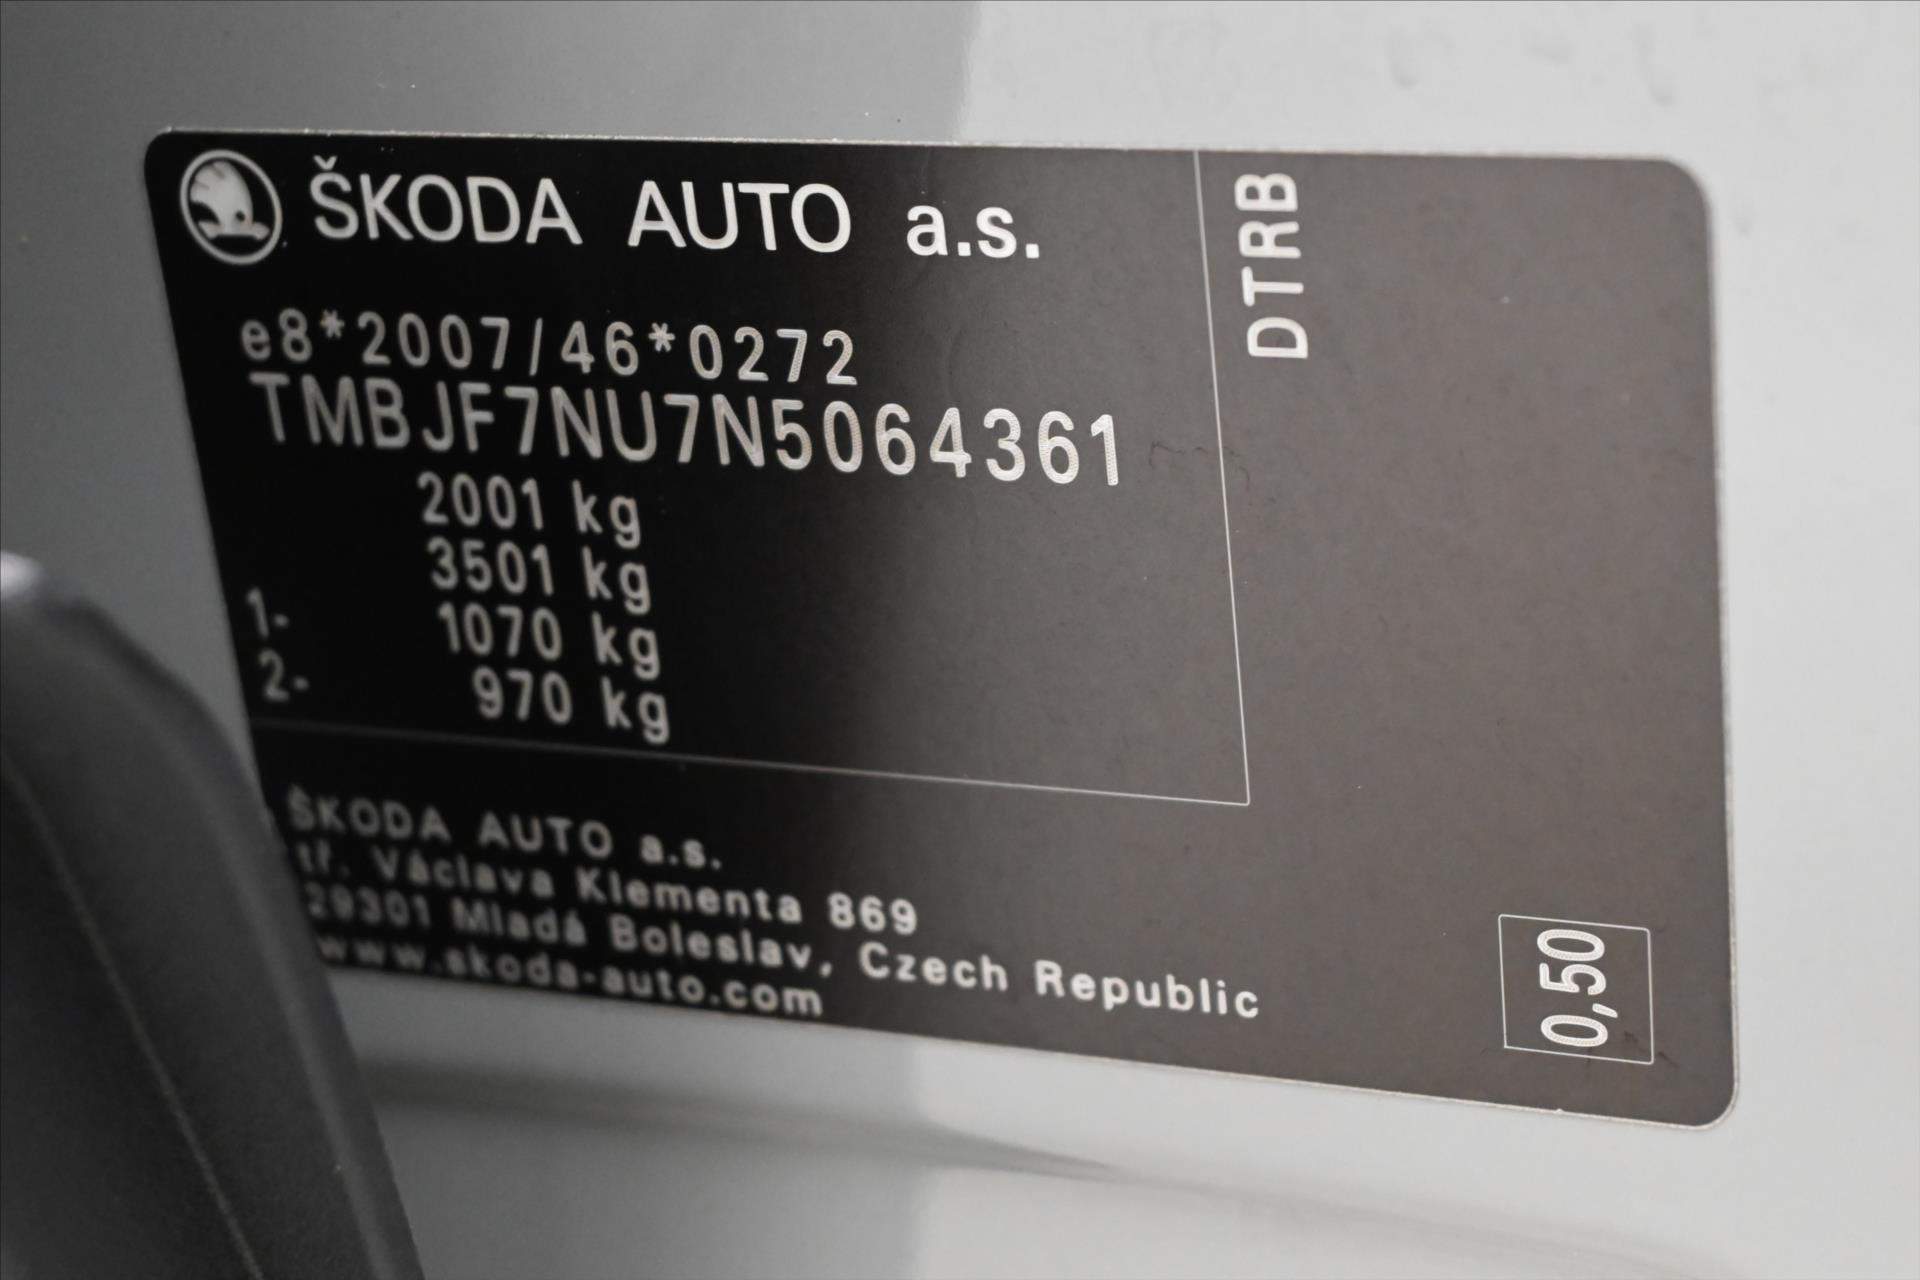 ŠKODA AUTO a.s.
e8*2007/46*0272
TMBJF7NU7N5064361
2001 kg
3501 kg
1- 1070 kg
2- 970 kg
DTRB
ŠKODA AUTO a.s.
tř. Václava Klementa 869
29301 Mladá Boleslav, Czech Republic
www.skoda-auto.com
0,50